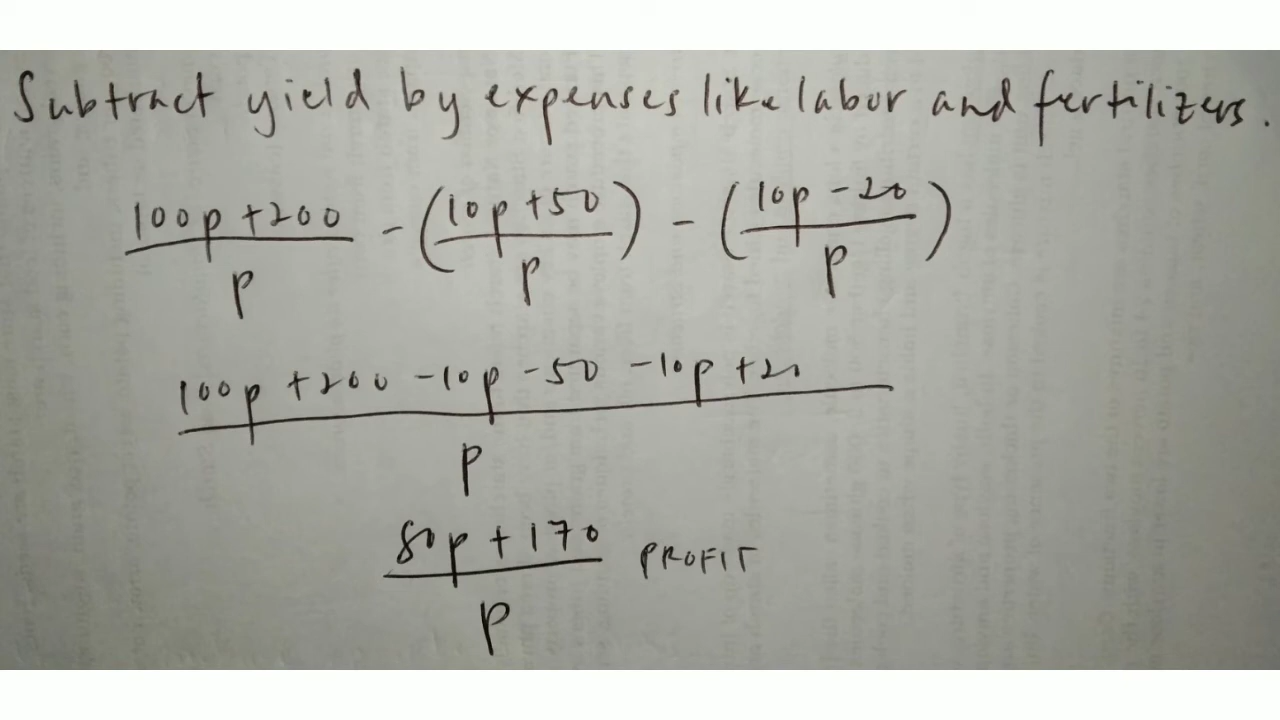 Subtract yield by expenses like labor and fertilizers.
100p + 200 / p - (10p + 50 / p) - (10p - 20 / p)
100p + 200 - 10p - 50 - 10p + 20 / p
80p + 170 / p PROFIT